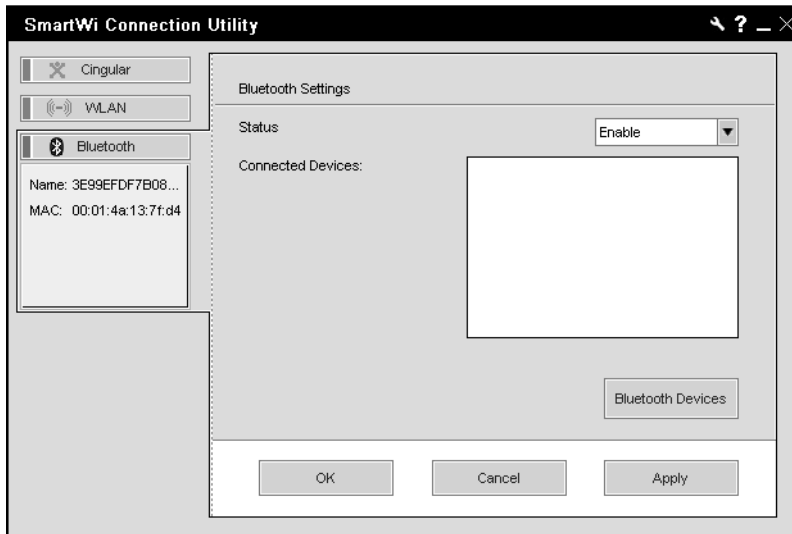 SmartWi Connection Utility
Cingular
WLAN
Bluetooth
Name: 3E99EFDF7B08...
MAC: 00:01:4a:13:7f:d4
Bluetooth Settings
Status
Enable
Connected Devices:
Bluetooth Devices
OK
Cancel
Apply